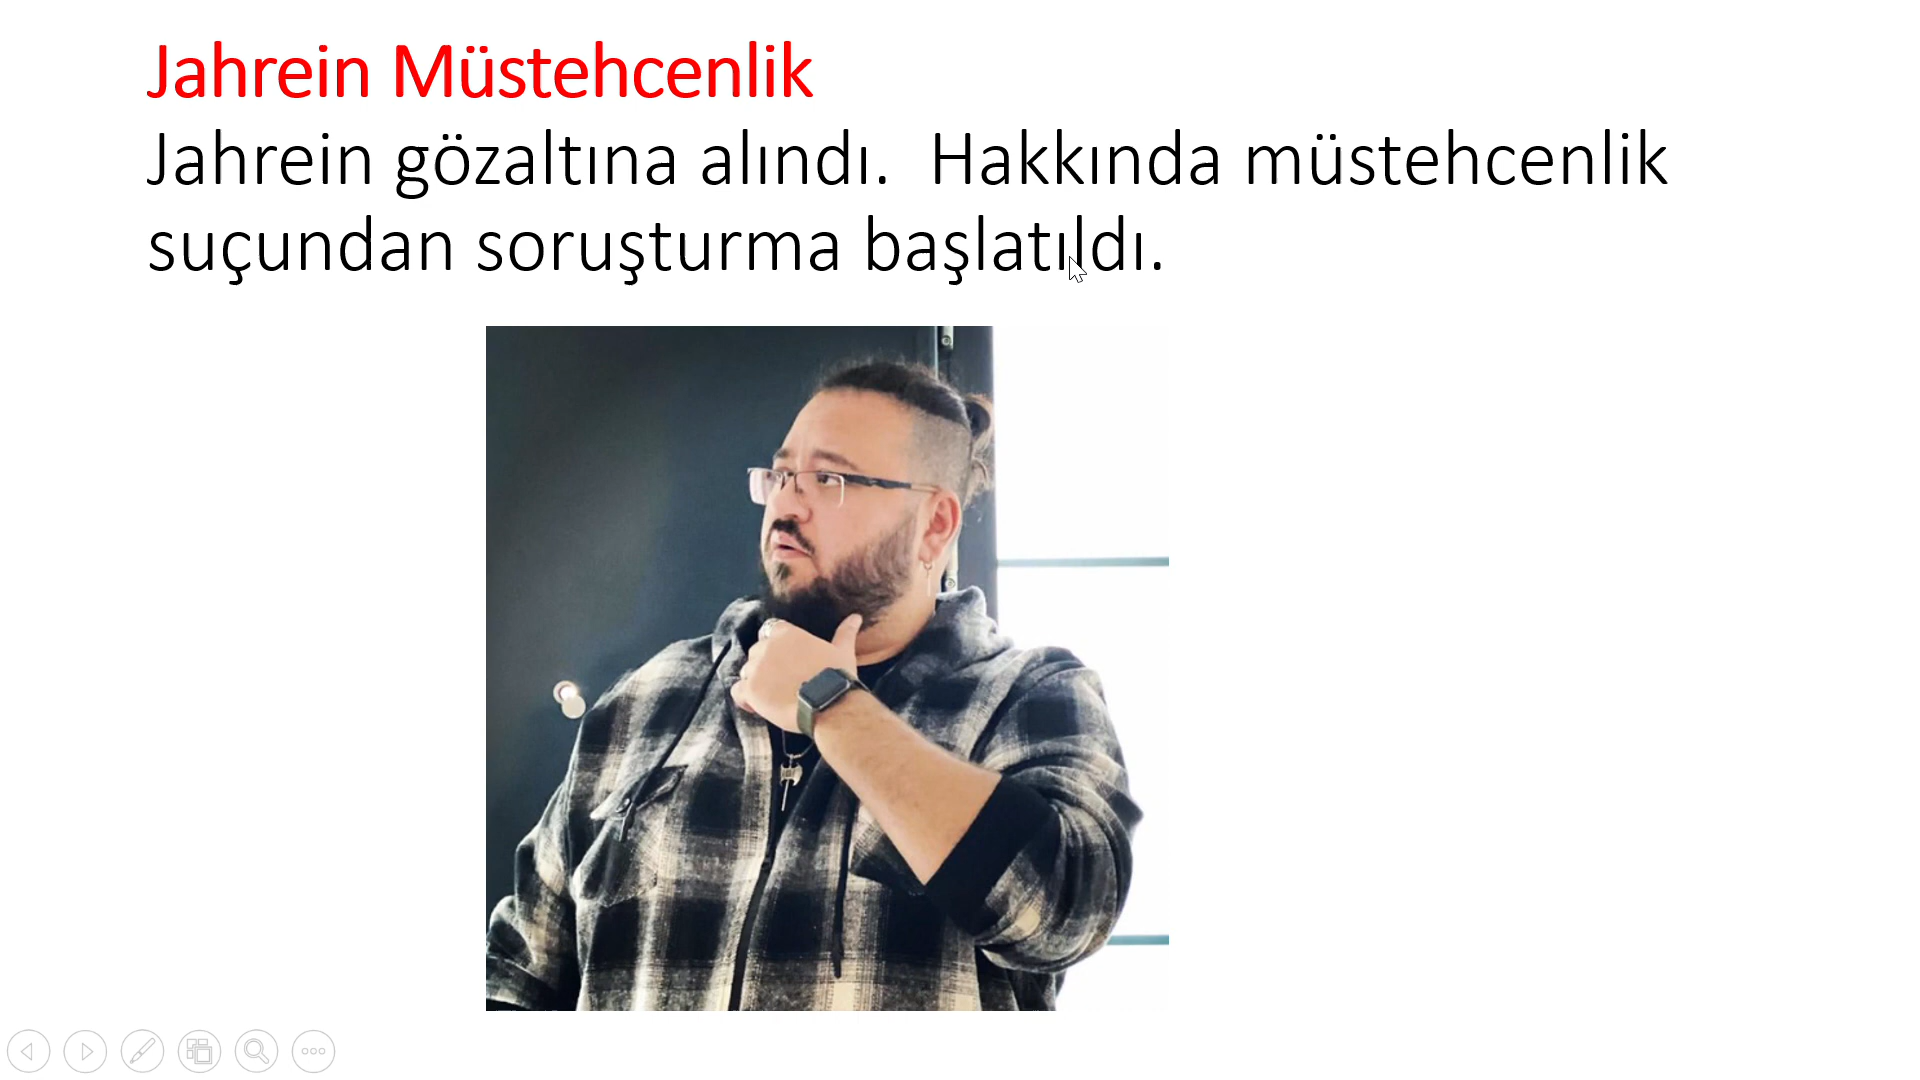 Jahrein Müstehcenlik
Jahrein gözaltına alındı.  Hakkında müstehcenlik
suçundan soruşturma başlatıldı.